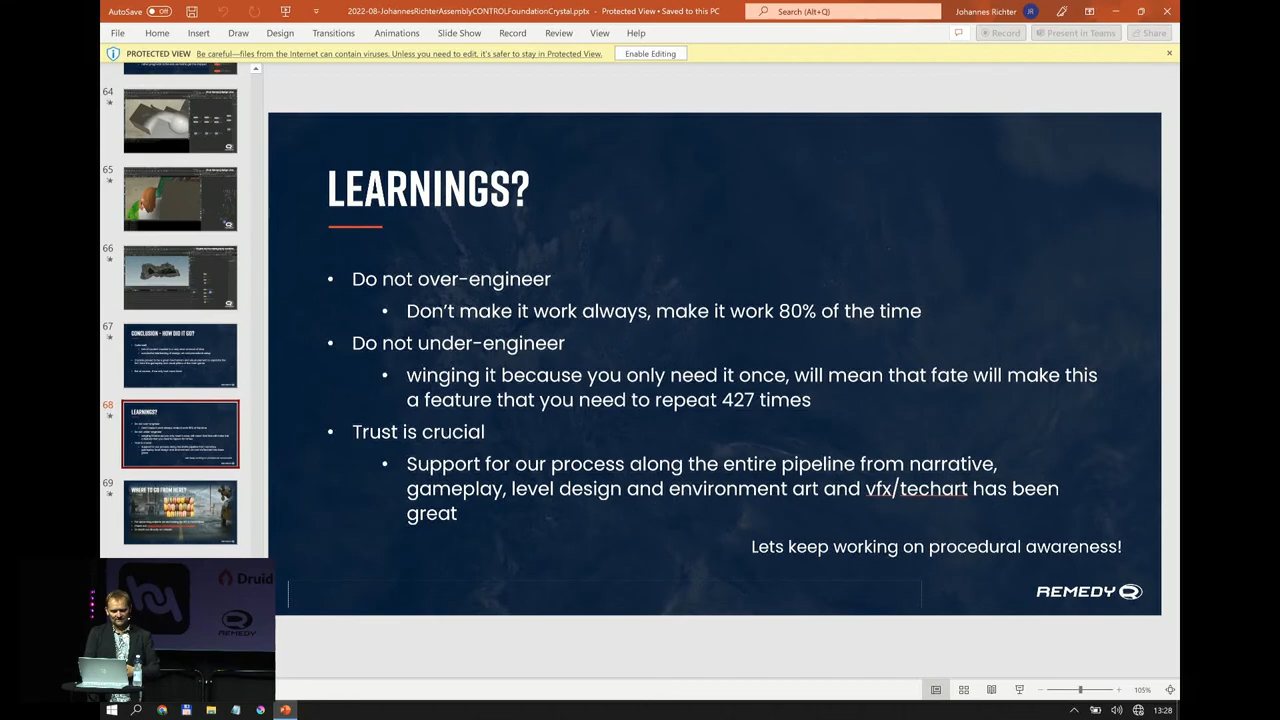 AutoSave
Off
2022-08-JohannesRichterAssemblyCONTROLFoundationCrystal.pptx - Protected View • Saved to this PC
Search (Alt+Q)
Johannes Richter
JR
File Home Insert Draw Design Transitions Animations Slide Show Record Review View Help
Record
Present in Teams
Share
PROTECTED VIEW Be careful—files from the Internet can contain viruses. Unless you need to edit, it's safer to stay in Protected View.
Enable Editing
64
65
66
67
CONCLUSION - HOW DID IT GO?
68
LEARNINGS?
69
WHERE TO GO FROM HERE?
LEARNINGS?
• Do not over-engineer
• Don't make it work always, make it work 80% of the time
• Do not under-engineer
• winging it because you only need it once, will mean that fate will make this
a feature that you need to repeat 427 times
• Trust is crucial
• Support for our process along the entire pipeline from narrative,
gameplay, level design and environment art and vfx/techart has been
great
Lets keep working on procedural awareness!
REMEDY
Druid
hy
REMEDY
105%
13:28